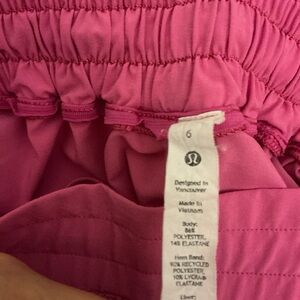 6
Designed in
Vancouver
Made in
Vietnam
Body:
86%
POLYESTER,
14% ELASTANE
Hem Band:
90% RECYCLED
POLYESTER,
10% LYCRA®
ELASTANE
Liner: